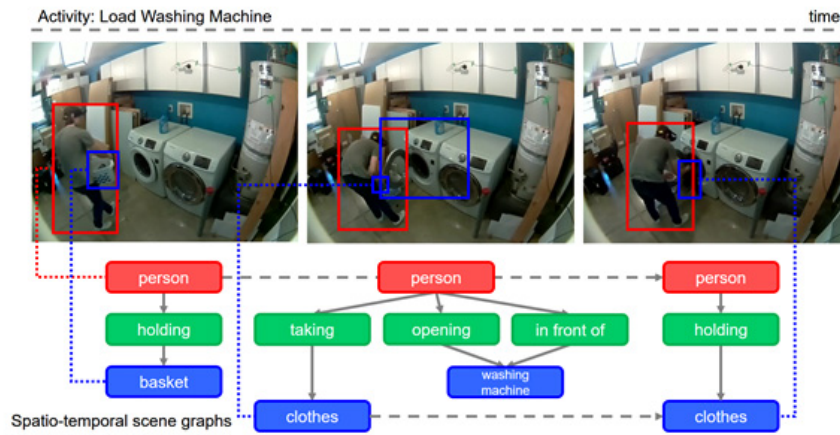 Activity: Load Washing Machine
time
person
person
person
holding
taking
opening
in front of
holding
basket
washing
machine
clothes
clothes
Spatio-temporal scene graphs